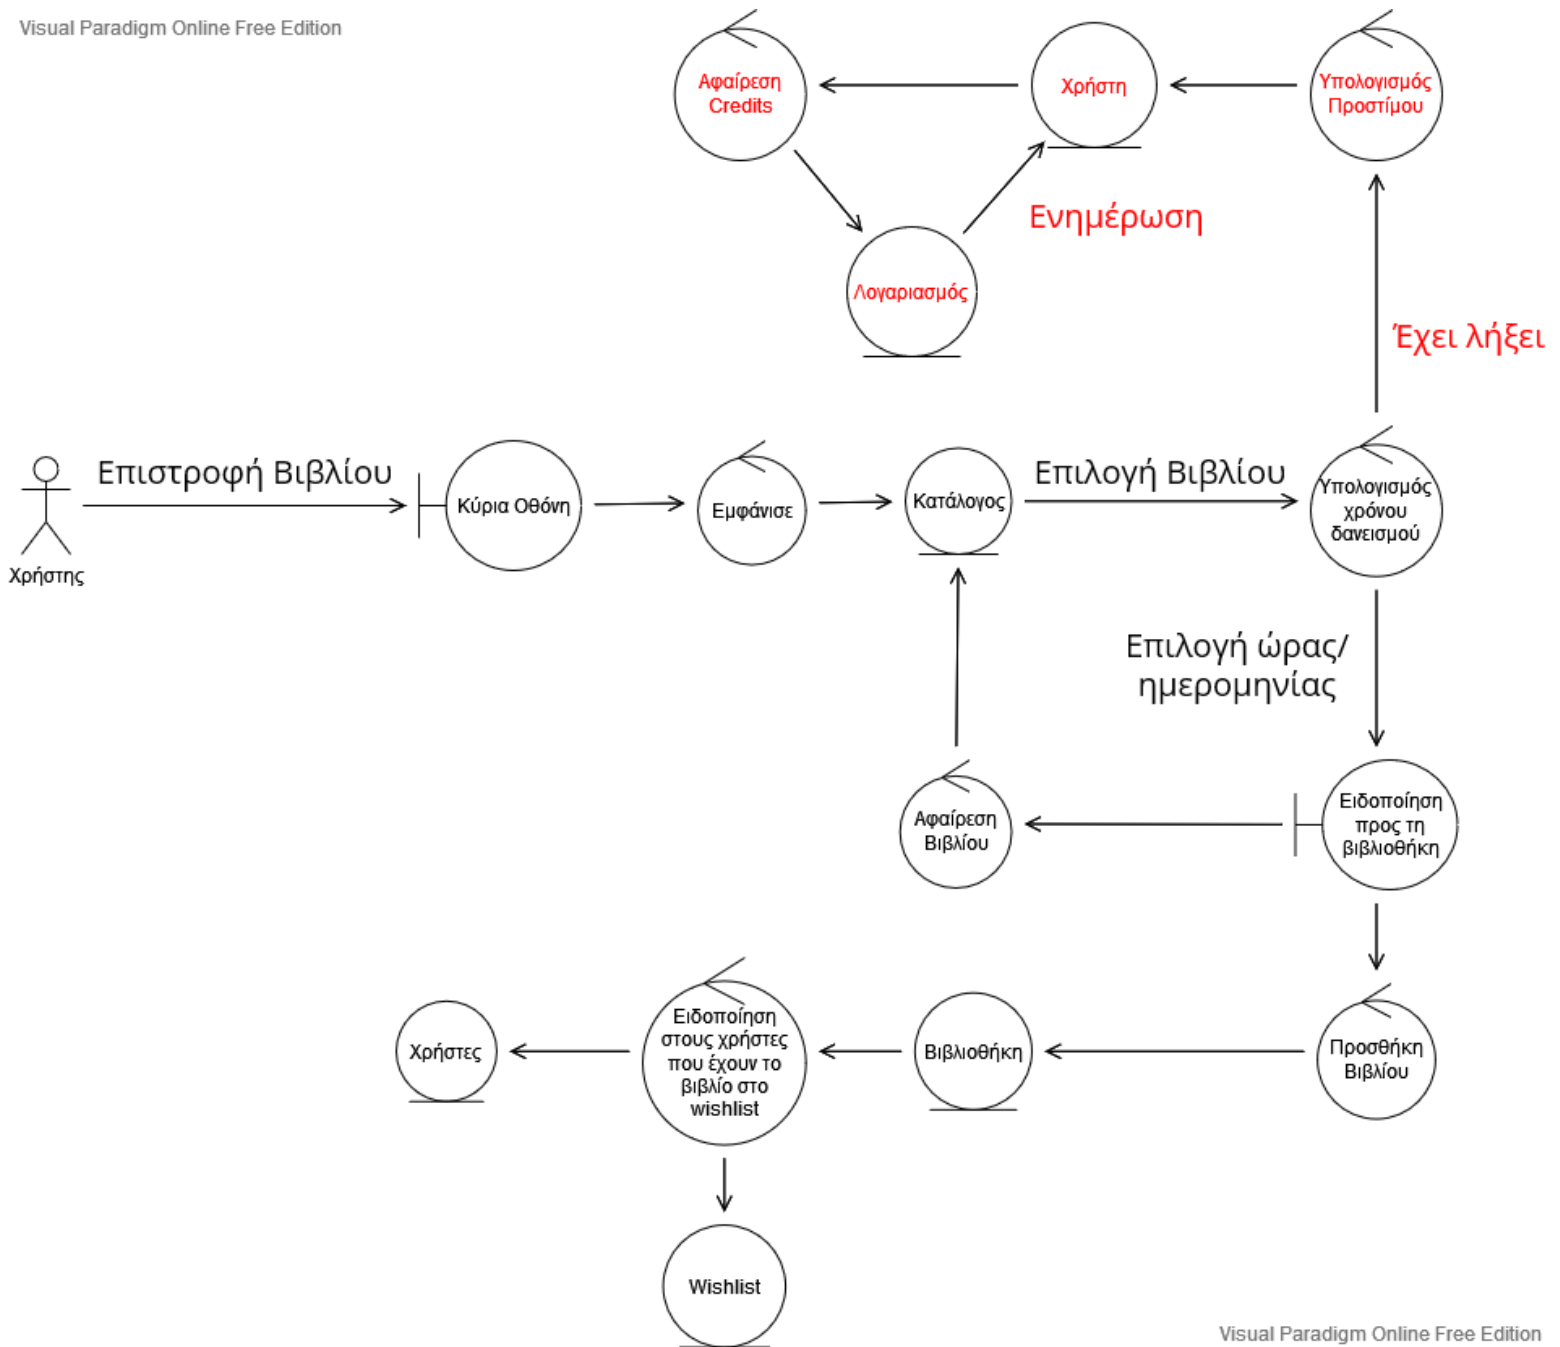 Visual Paradigm Online Free Edition
Αφαίρεση
Credits
Χρήστη
Υπολογισμός
Προστίμου
Ενημέρωση
Λογαριασμός
Έχει λήξει
Επιστροφή Βιβλίου
Χρήστης
Κύρια Οθόνη
Εμφάνισε
Κατάλογος
Επιλογή Βιβλίου
Υπολογισμός
χρόνου
δανεισμού
Επιλογή ώρας/
ημερομηνίας
Αφαίρεση
Βιβλίου
Ειδοποίηση
προς τη
βιβλιοθήκη
Χρήστες
Ειδοποίηση
στους χρήστες
που έχουν το
βιβλίο στο
wishlist
Βιβλιοθήκη
Προσθήκη
Βιβλίου
Wishlist
Visual Paradigm Online Free Edition